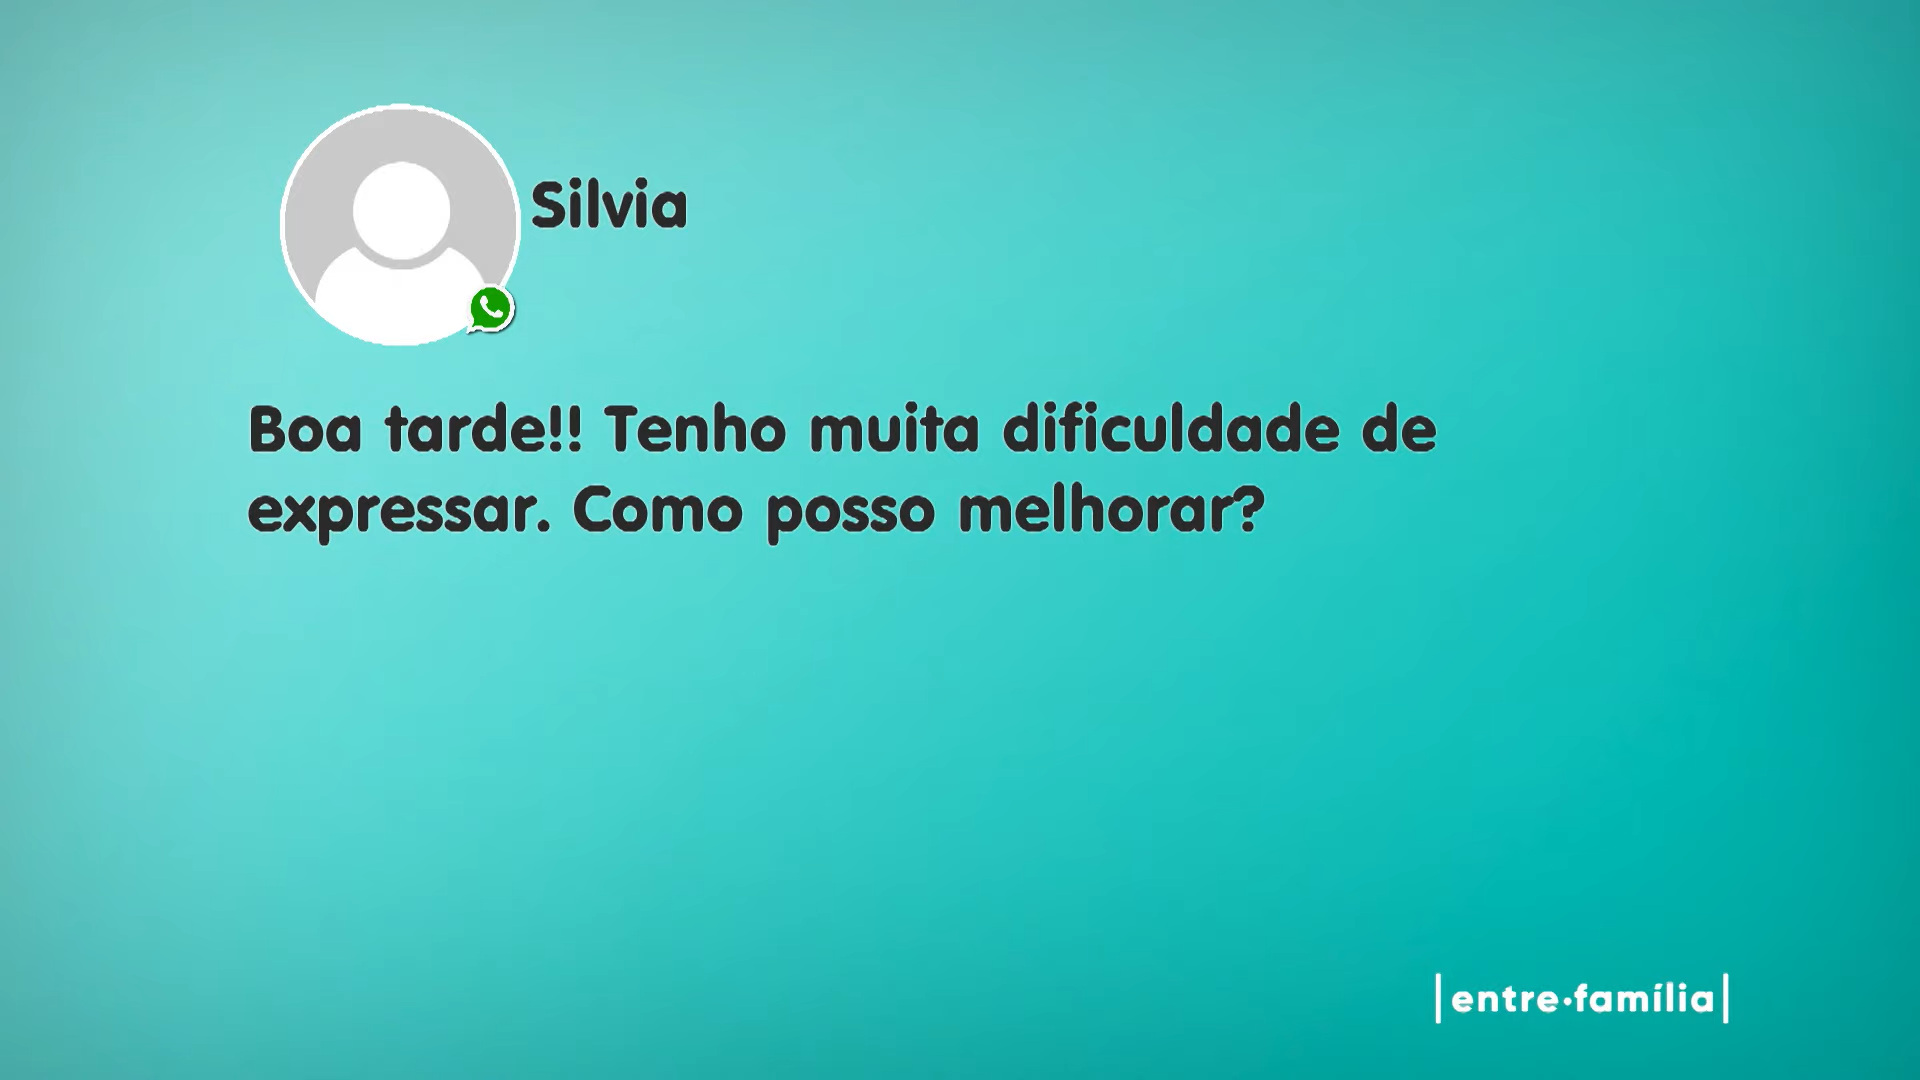 Silvia
Boa tarde!! Tenho muita dificuldade de
expressar. Como posso melhorar?
|entre•família|